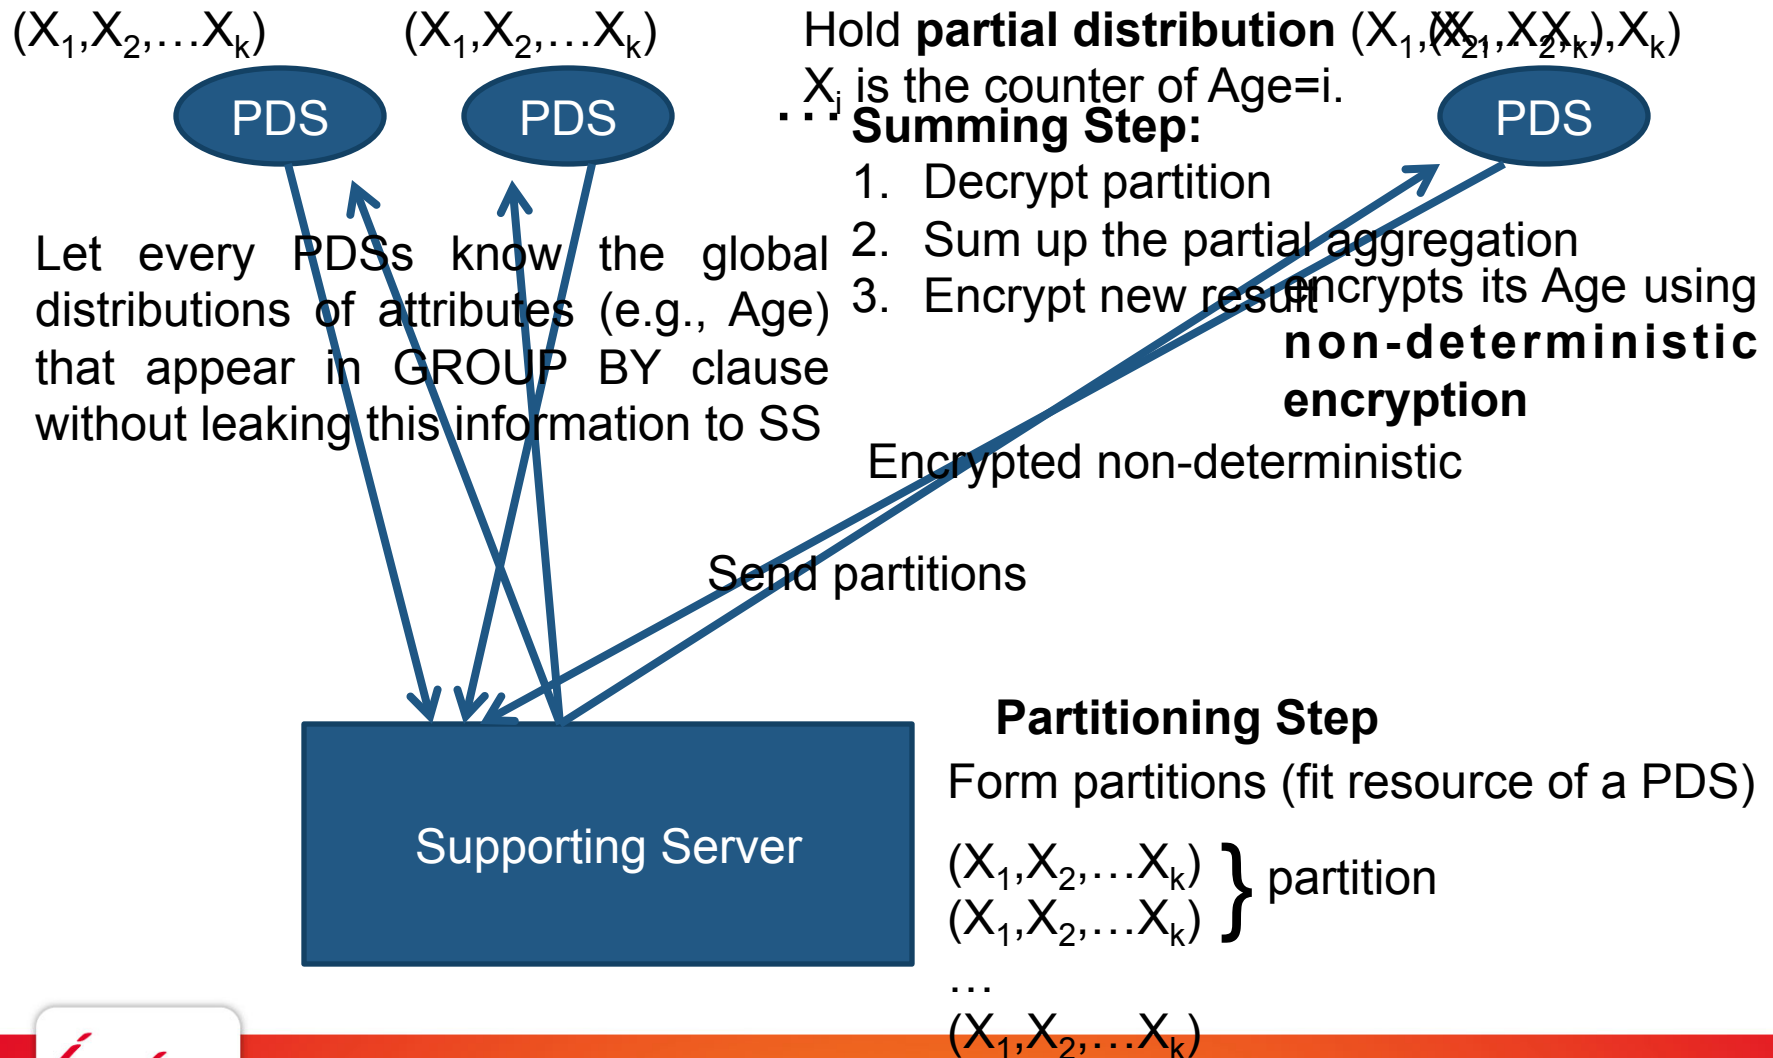 (X1,X2,…Xk)
(X1,X2,…Xk)
Hold partial distribution (X1,X2,…,Xk)
Xi is the counter of Age=i.
PDS
PDS
…
PDS
Summing Step:
1. Decrypt partition
2. Sum up the partial aggregation
3. Encrypt new result
Let every PDSs know the global
distributions of attributes (e.g., Age)
that appear in GROUP BY clause
without leaking this information to SS
encrypts its Age using
non-deterministic
encryption
Encrypted non-deterministic
Send partitions
Partitioning Step
Form partitions (fit resource of a PDS)
Supporting Server
(X1,X2,…Xk)
(X1,X2,…Xk)
} partition
…
(X1,X2,…Xk)